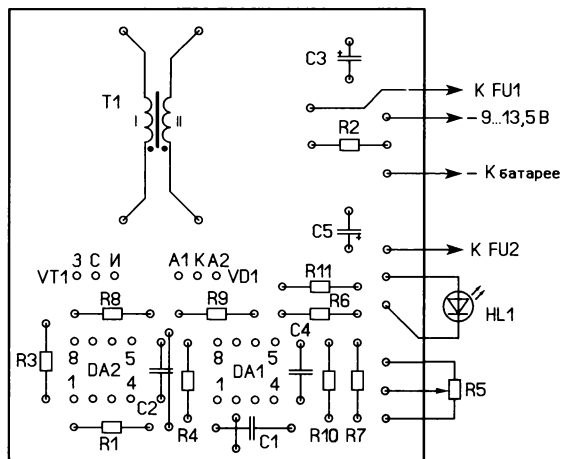 C3
К FU1
T1
I II
- 9...13,5 В
R2
- К батарее
C5
К FU2
З С И
А1 К А2
VT1
VD1
R11
R8
R9
R6
HL1
C4
R3
8 5
8 5
DA2
DA1
R5
1 4
1 4
C2
R1
R4
C1
R10 R7